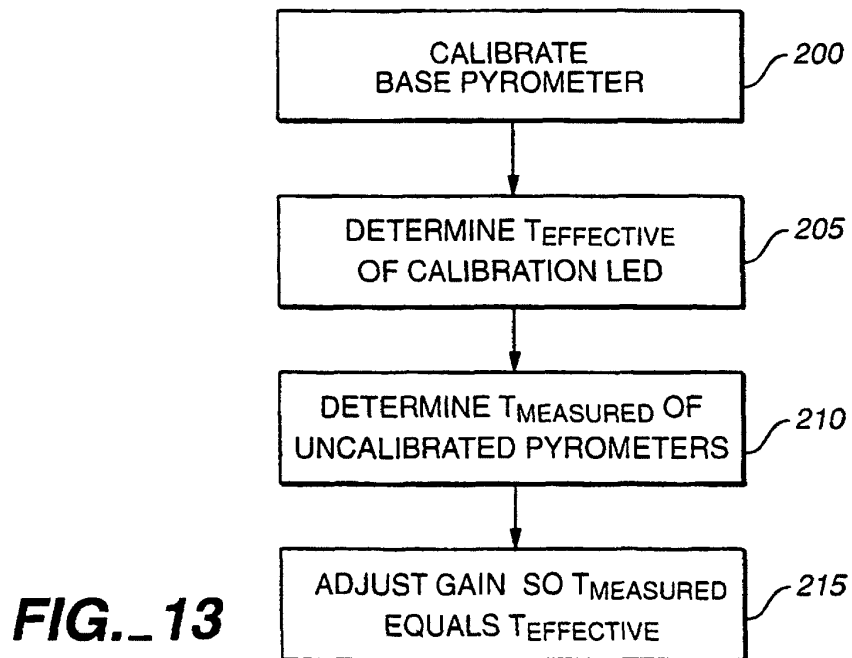 CALIBRATE
BASE PYROMETER
200
DETERMINE TEFFECTIVE
OF CALIBRATION LED
205
DETERMINE TMEASURED OF
UNCALIBRATED PYROMETERS
210
ADJUST GAIN SO TMEASURED
EQUALS TEFFECTIVE
215
FIG._13